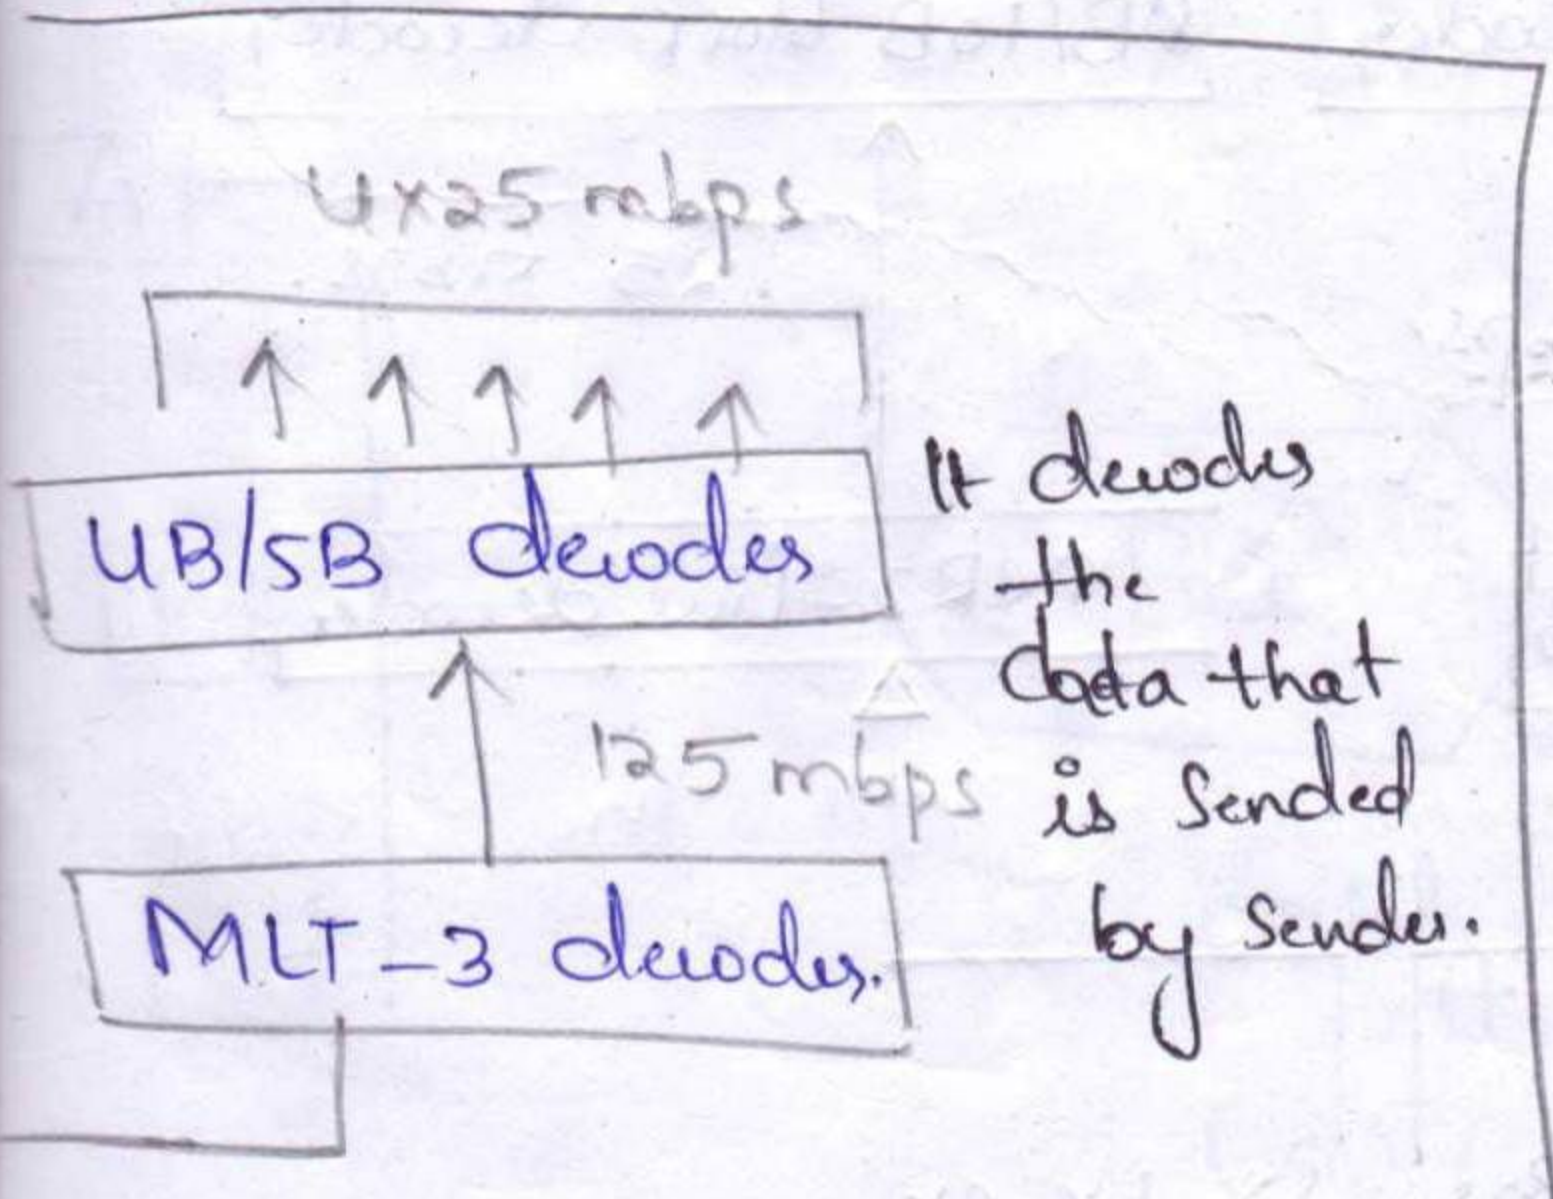 4x25 mbps
4B/5B decoder
It decodes
the
data that
125 mbps
is Sended
by Sender.
MLT-3 decoder.